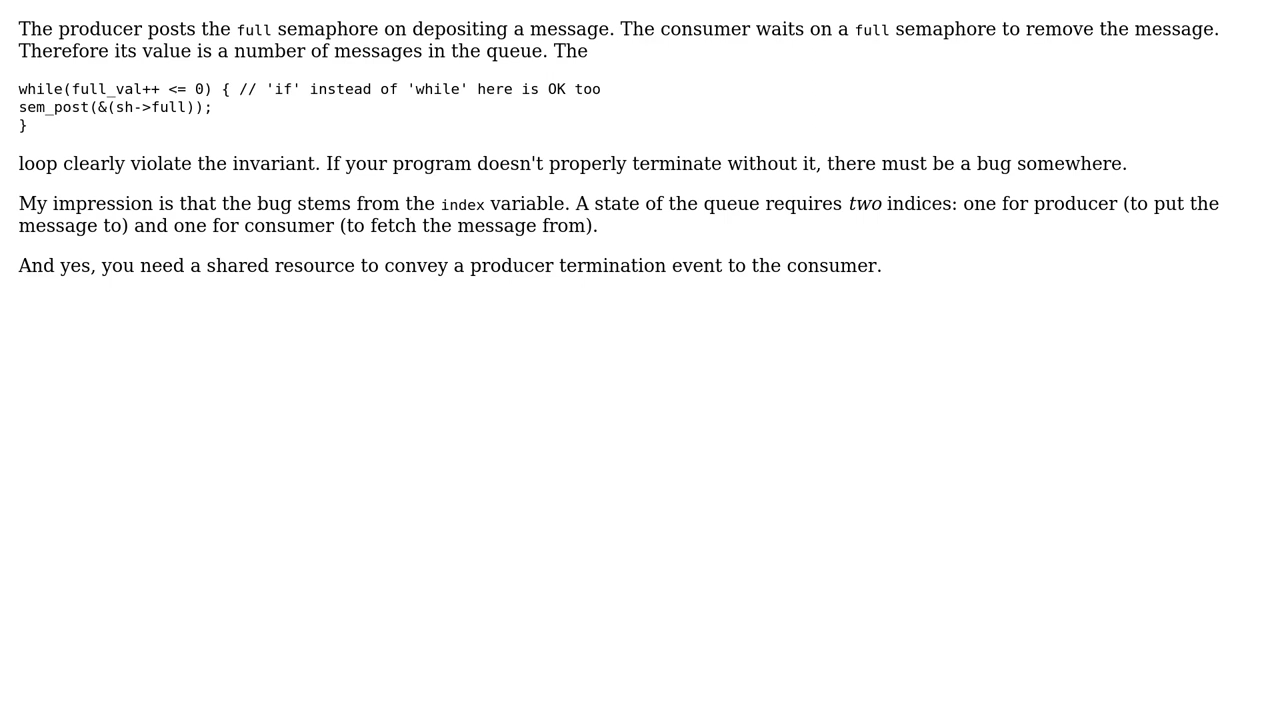 The producer posts the full semaphore on depositing a message. The consumer waits on a full semaphore to remove the message.
Therefore its value is a number of messages in the queue. The
while(full_val++ <= 0) { // 'if' instead of 'while' here is OK too
sem_post(&(sh->full));
}
loop clearly violate the invariant. If your program doesn't properly terminate without it, there must be a bug somewhere.
My impression is that the bug stems from the index variable. A state of the queue requires two indices: one for producer (to put the
message to) and one for consumer (to fetch the message from).
And yes, you need a shared resource to convey a producer termination event to the consumer.